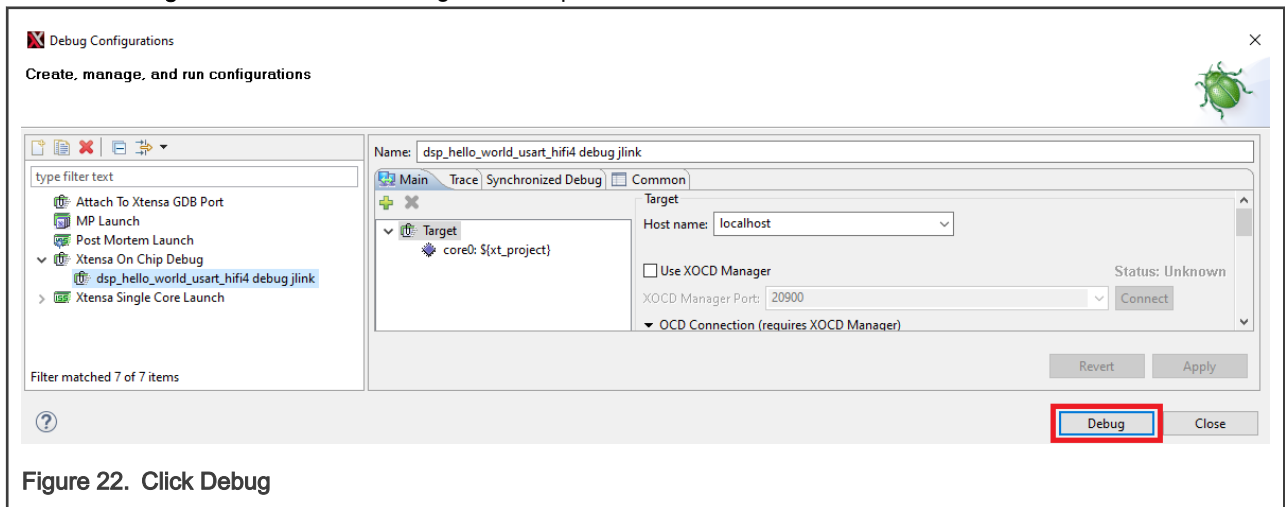 Debug Configurations
Create, manage, and run configurations
type filter text
Attach To Xtensa GDB Port
MP Launch
Post Mortem Launch
Xtensa On Chip Debug
dsp_hello_world_usart_hifi4 debug jlink
Xtensa Single Core Launch
Filter matched 7 of 7 items
Name: dsp_hello_world_usart_hifi4 debug jlink
Main Trace Synchronized Debug Common
Target
core0: ${xt_project}
Target
Host name: localhost
Use XOCD Manager Status: Unknown
XOCD Manager Port: 20900 Connect
OCD Connection (requires XOCD Manager)
Revert Apply
Debug Close
Figure 22. Click Debug